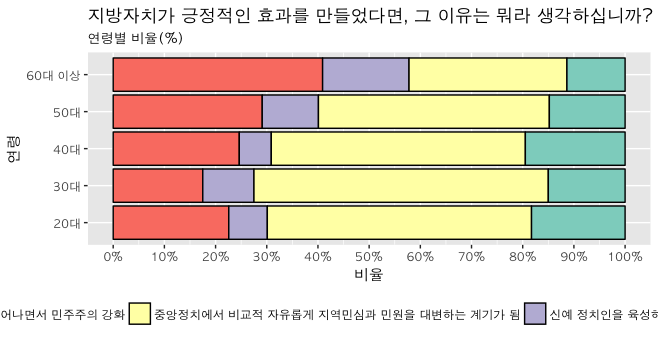 지방자치가 긍정적인 효과를 만들었다면, 그 이유는 뭐라 생각하십니까?
연령별 비율(%)
60대 이상
50대
40대
30대
20대
연령
0% 10% 20% 30% 40% 50% 60% 70% 80% 90% 100%
비율
어나면서 민주주의 강화 중앙정치에서 비교적 자유롭게 지역민심과 민원을 대변하는 계기가 됨 신예 정치인을 육성하